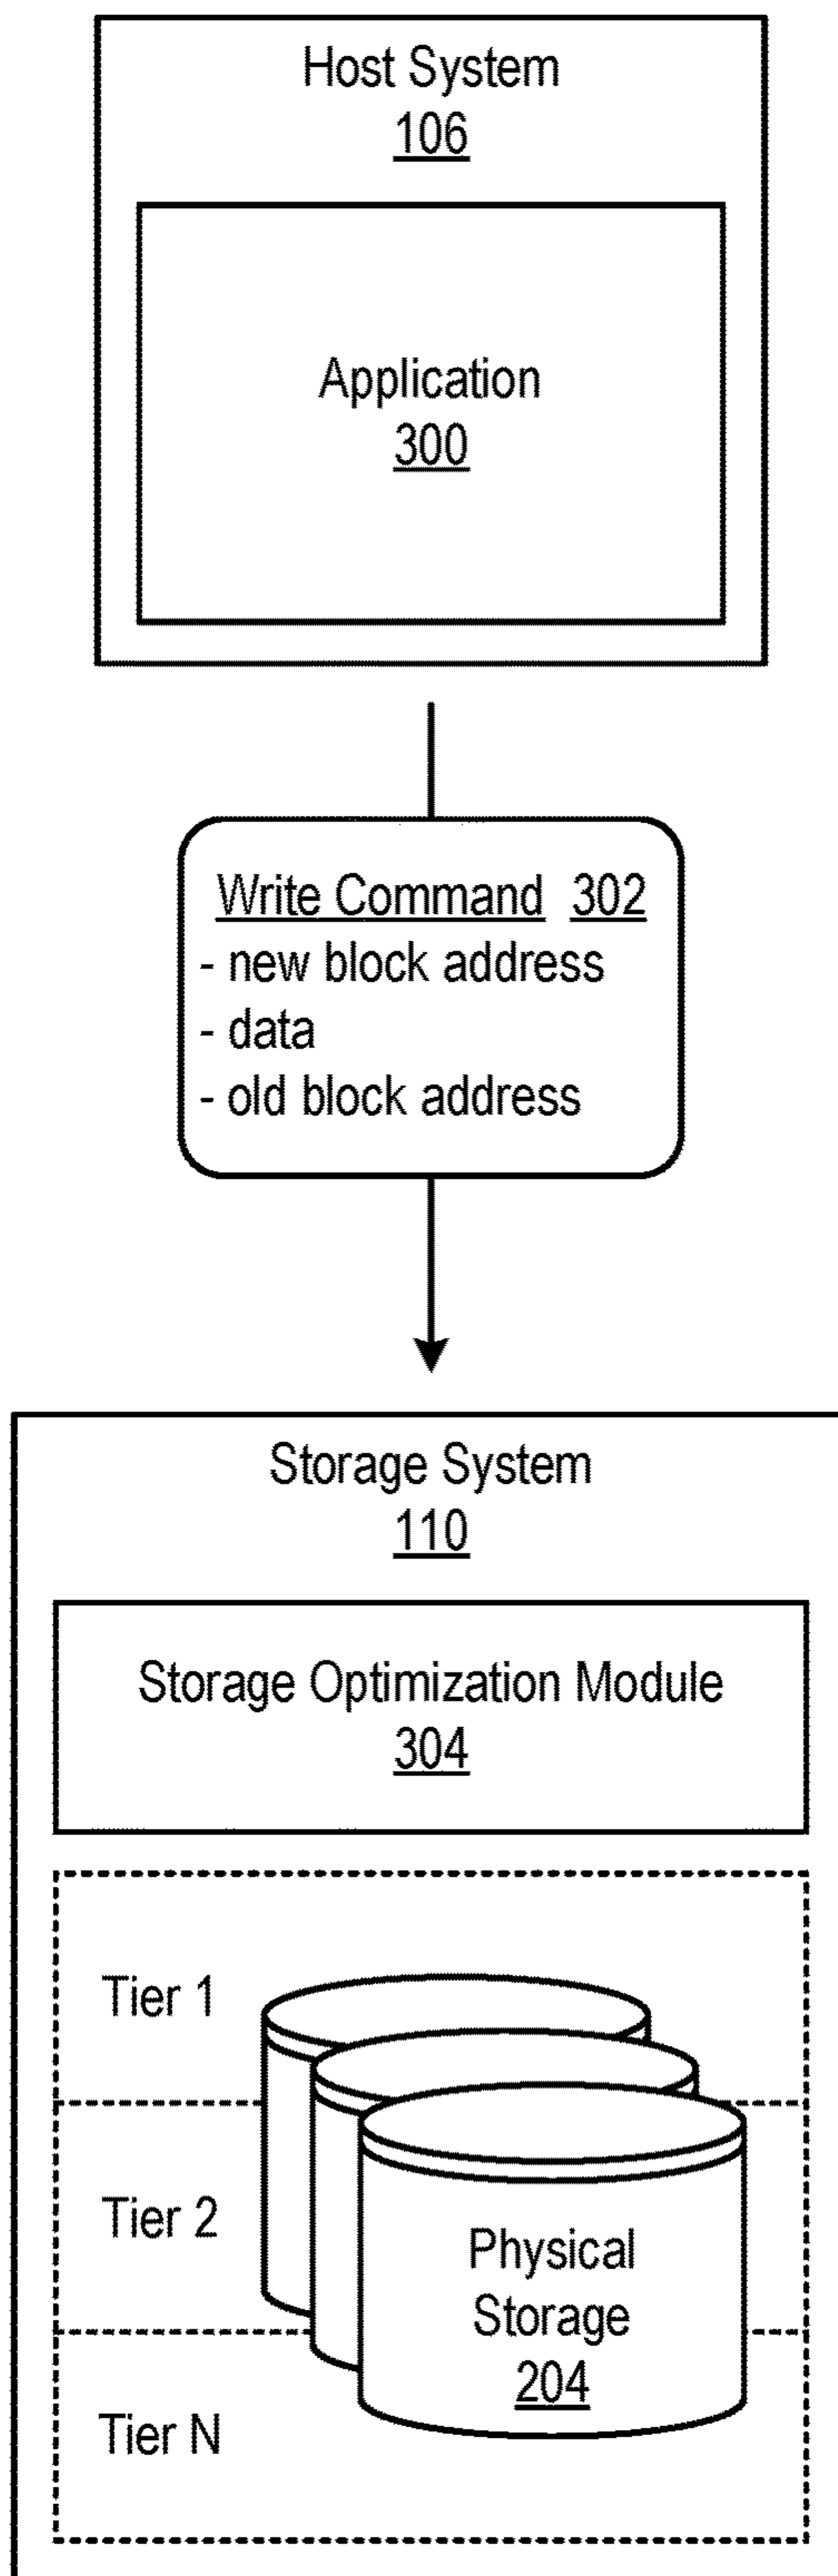 Host System
106
Application
300
Write Command 302
- new block address
- data
- old block address
Storage System
110
Storage Optimization Module
304
Tier 1
Tier 2
Physical
Storage
204
Tier N